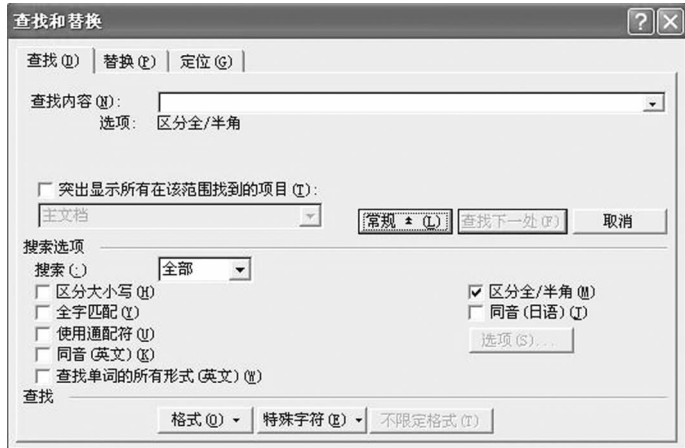 查找和替换
查找(D) 替换(P) 定位(G)
查找内容(N):
选项: 区分全/半角
突出显示所有在该范围找到的项目(T):
主文档
常规 (L) 查找下一处(F) 取消
搜索选项
搜索(:) 全部
区分大小写(H) 区分全/半角(M)
全字匹配(Y) 同音(日语)(J)
使用通配符(U) 选项(S)...
同音(英文)(K)
查找单词的所有形式(英文)(W)
查找
格式(O) 特殊字符(E) 不限定格式(T)